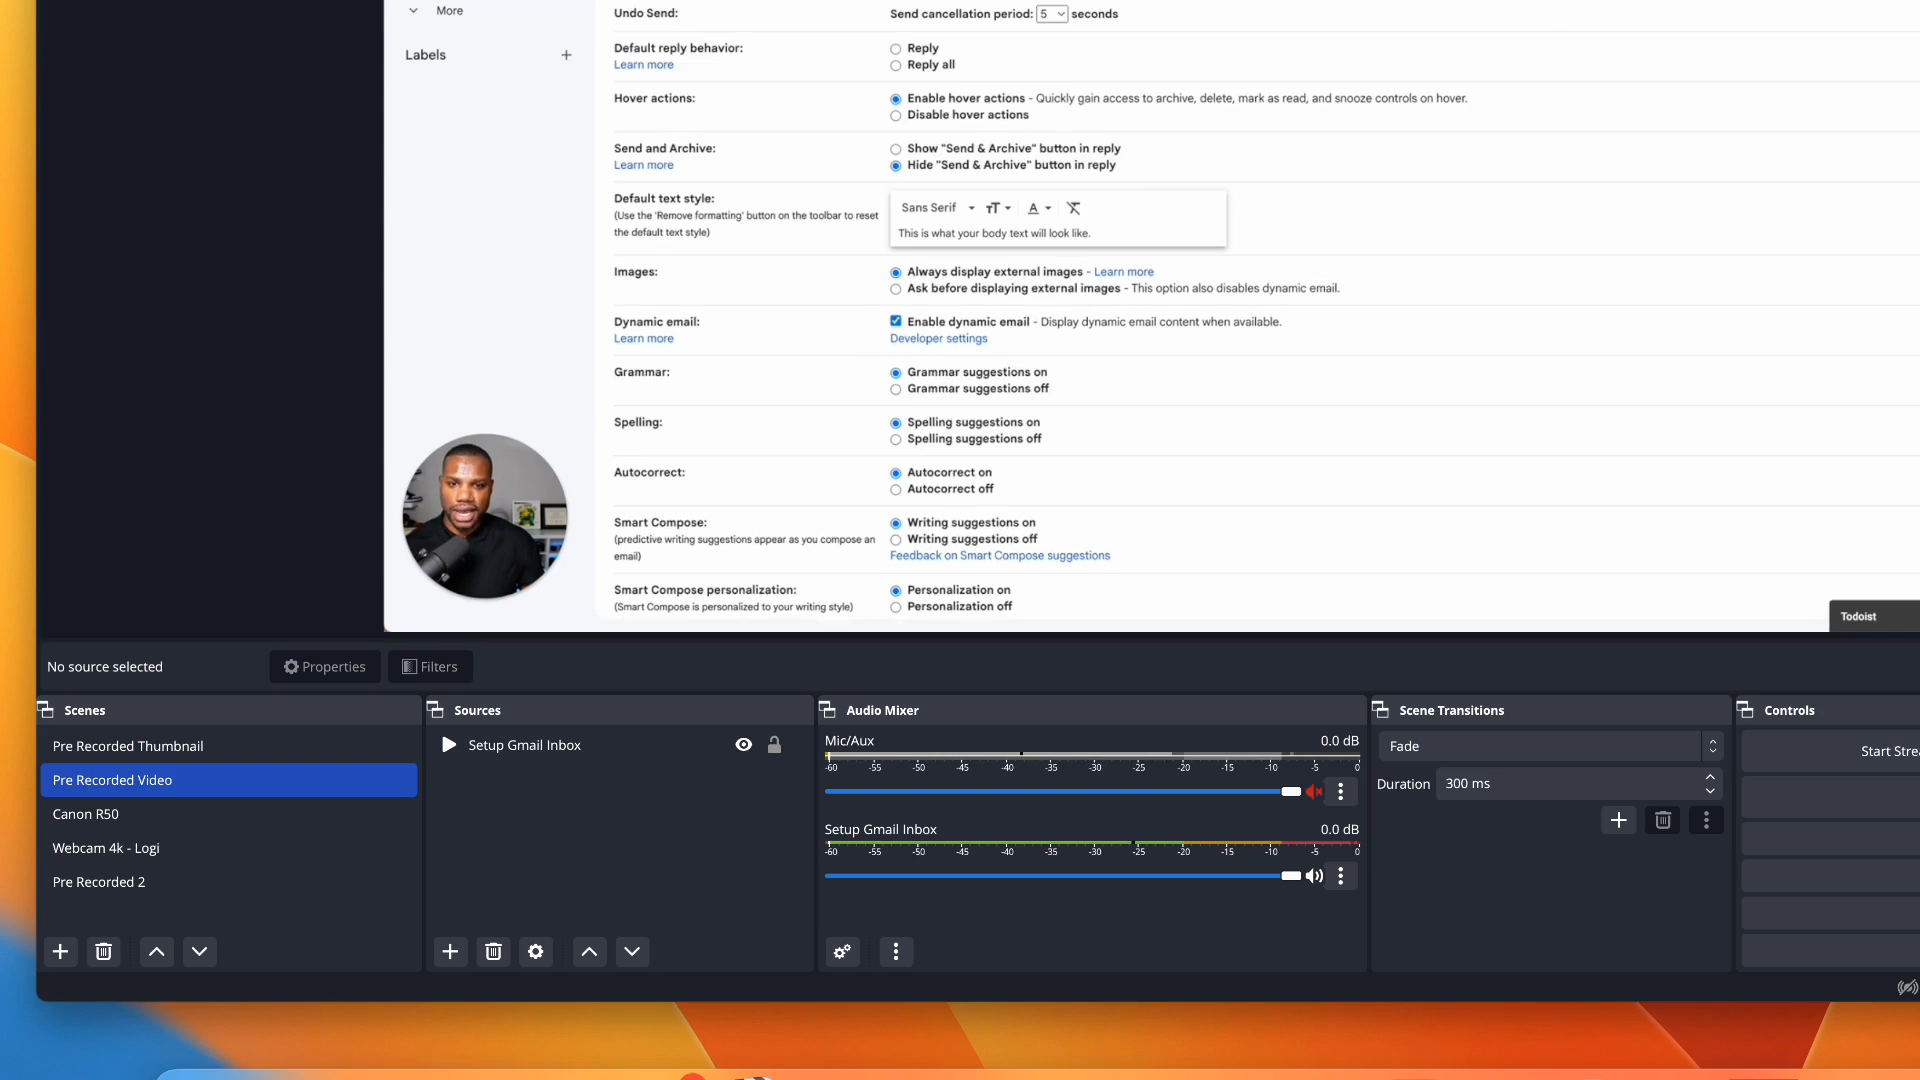 More
Labels
Undo Send:
Send cancellation period: 5 seconds
Default reply behavior:
Learn more
Reply
Reply all
Hover actions:
Enable hover actions - Quickly gain access to archive, delete, mark as read, and snooze controls on hover.
Disable hover actions
Send and Archive:
Learn more
Show "Send & Archive" button in reply
Hide "Send & Archive" button in reply
Default text style:
(Use the 'Remove formatting' button on the toolbar to reset
the default text style)
Sans Serif
This is what your body text will look like.
Images:
Always display external images - Learn more
Ask before displaying external images - This option also disables dynamic email.
Dynamic email:
Learn more
Enable dynamic email - Display dynamic email content when available.
Developer settings
Grammar:
Grammar suggestions on
Grammar suggestions off
Spelling:
Spelling suggestions on
Spelling suggestions off
Autocorrect:
Autocorrect on
Autocorrect off
Smart Compose:
(predictive writing suggestions appear as you compose an
email)
Writing suggestions on
Writing suggestions off
Feedback on Smart Compose suggestions
Smart Compose personalization:
(Smart Compose is personalized to your writing style)
Personalization on
Personalization off
Todoist
No source selected
Properties
Filters
Scenes
Pre Recorded Thumbnail
Pre Recorded Video
Canon R50
Webcam 4k - Logi
Pre Recorded 2
Sources
Setup Gmail Inbox
Audio Mixer
Mic/Aux 0.0 dB
-60 -55 -50 -45 -40 -35 -30 -25 -20 -15 -10 -5 0
Setup Gmail Inbox 0.0 dB
-60 -55 -50 -45 -40 -35 -30 -25 -20 -15 -10 -5 0
Scene Transitions
Fade
Duration 300 ms
Controls
Start Strea